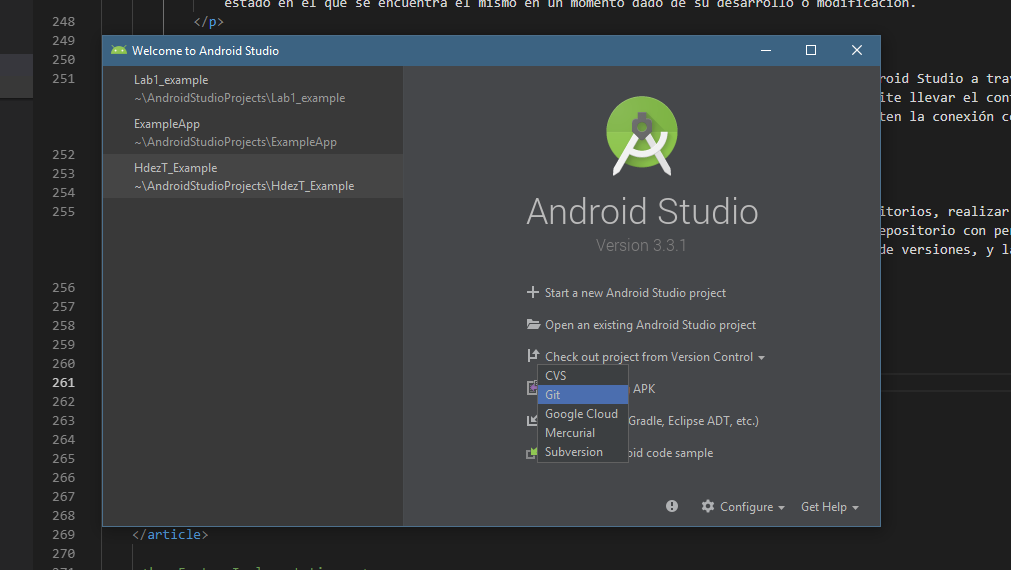 estado en el que se encuentra el mismo en un momento dado de su desarrollo o modificación.
248 </p>
249
250
251
252
253
254
255
256
257
258
259
260
261
262
263
264
265
266
267
268
269 </article>
270
Welcome to Android Studio
Lab1_example
~\AndroidStudioProjects\Lab1_example
ExampleApp
~\AndroidStudioProjects\ExampleApp
HdezT_Example
~\AndroidStudioProjects\HdezT_Example
Android Studio
Version 3.3.1
Start a new Android Studio project
Open an existing Android Studio project
Check out project from Version Control
CVS
Git
Google Cloud
Mercurial
Subversion
APK
Gradle, Eclipse ADT, etc.)
oid code sample
Configure
Get Help
roid Studio a tra
ite llevar el con
ten la conexión c
itorios, realizar
epositorio con pe
de versiones, y l